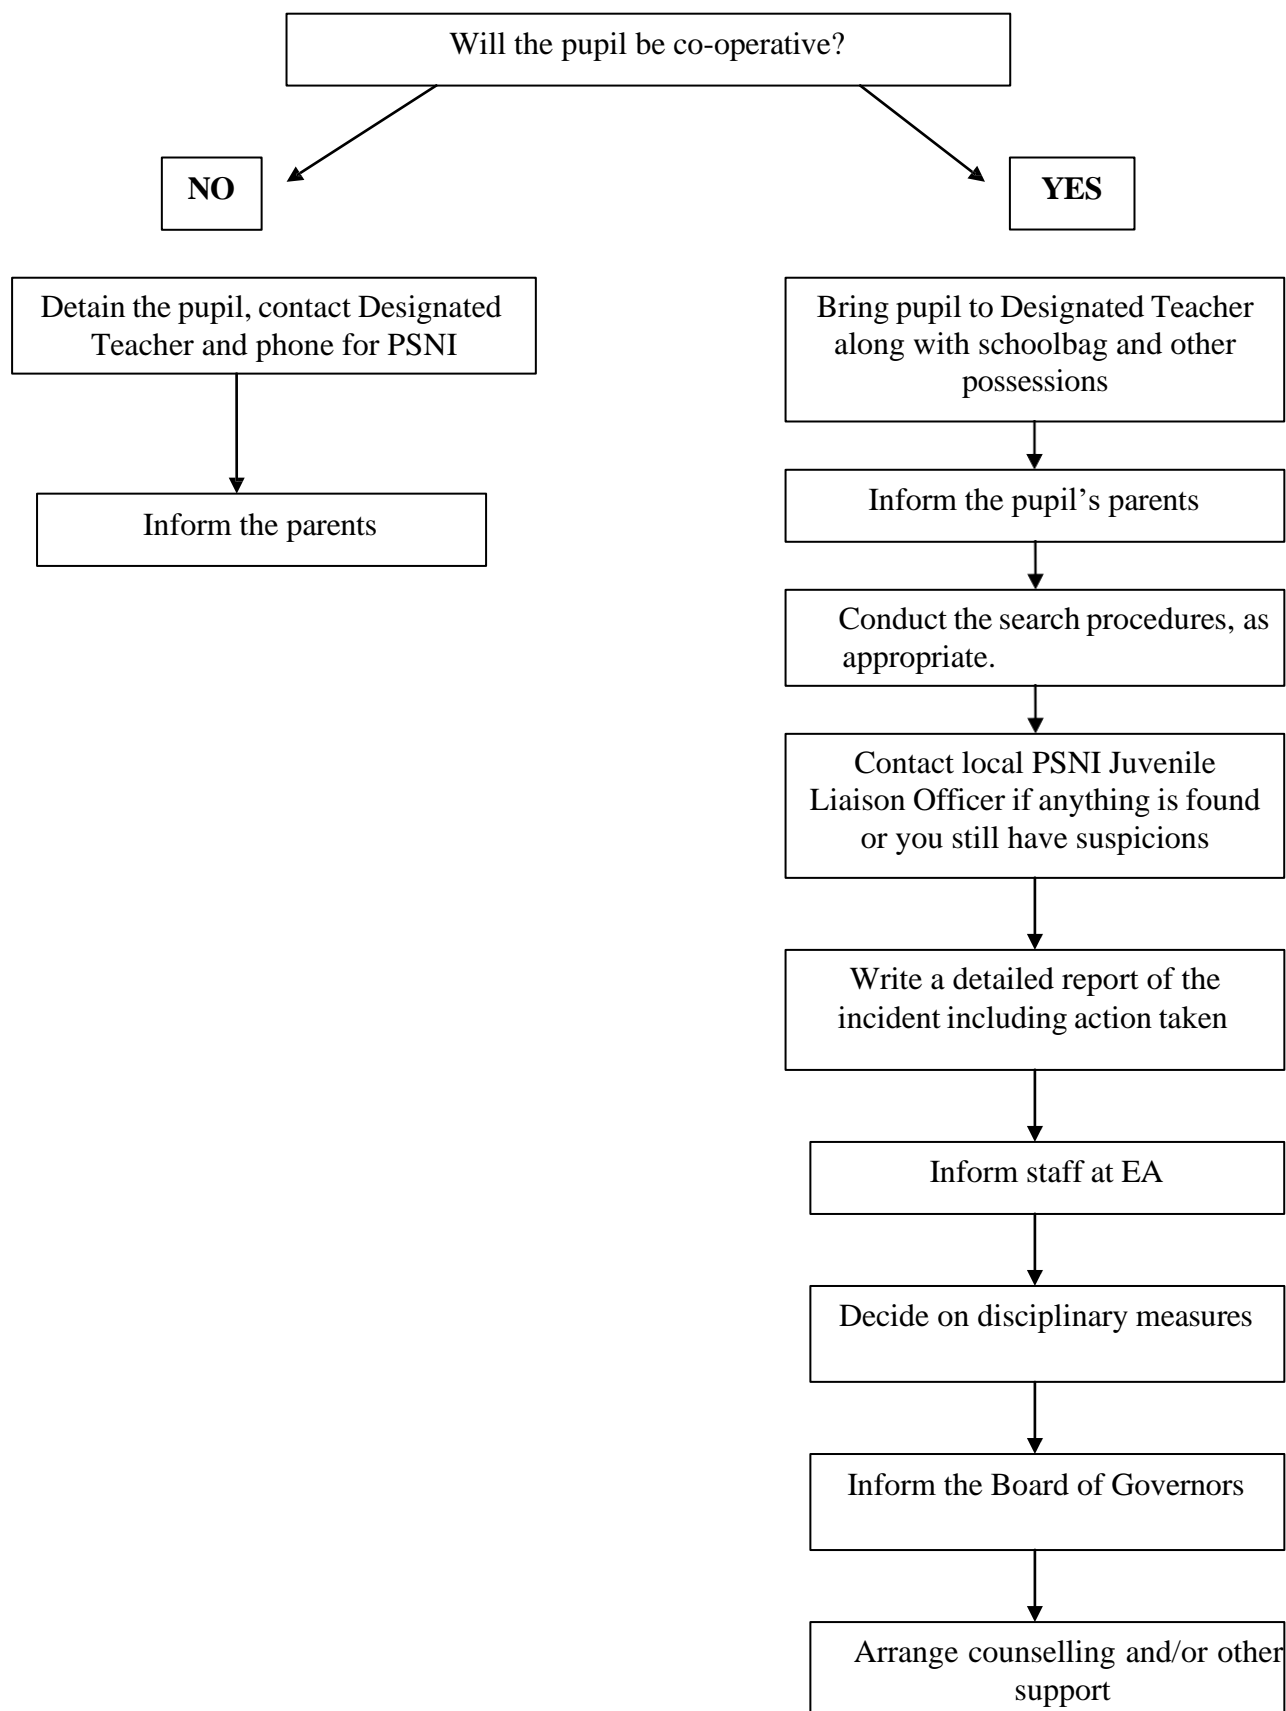 Will the pupil be co-operative?
NO
YES
Detain the pupil, contact Designated
Teacher and phone for PSNI
Inform the parents
Bring pupil to Designated Teacher
along with schoolbag and other
possessions
Inform the pupil’s parents
Conduct the search procedures, as
appropriate.
Contact local PSNI Juvenile
Liaison Officer if anything is found
or you still have suspicions
Write a detailed report of the
incident including action taken
Inform staff at EA
Decide on disciplinary measures
Inform the Board of Governors
Arrange counselling and/or other
support